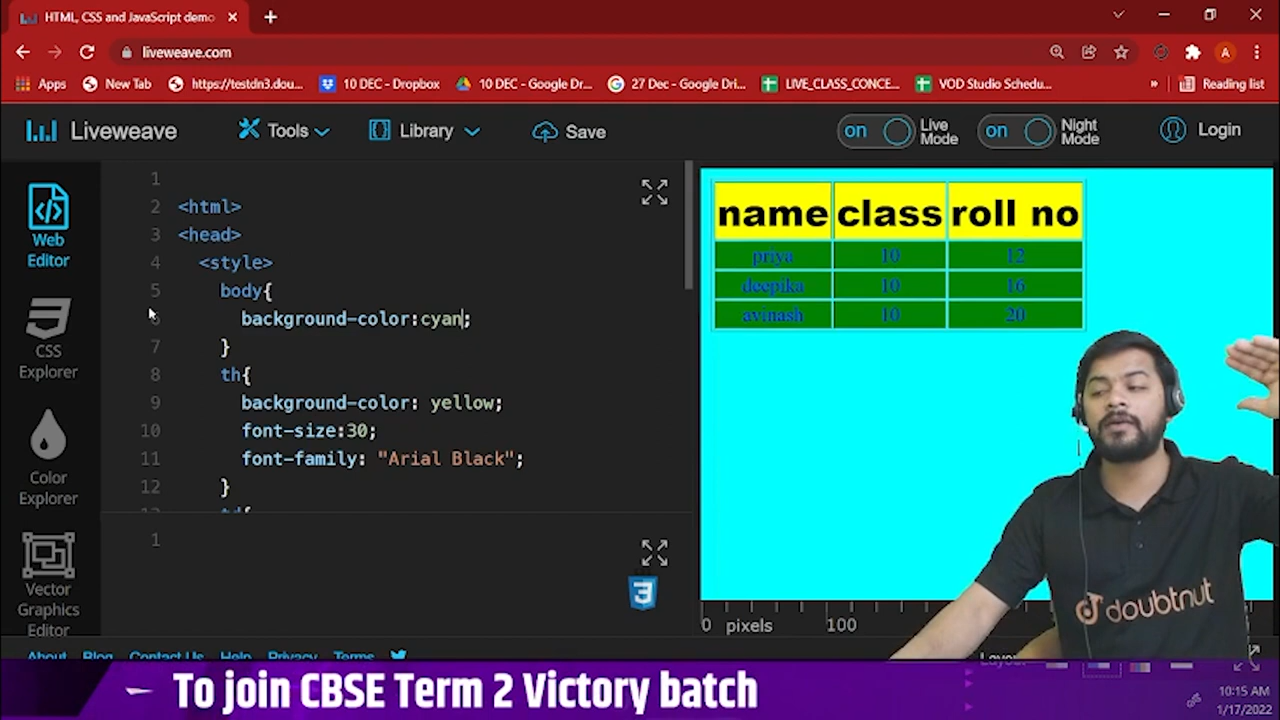 HTML, CSS and JavaScript demo
liveweave.com
A
Apps
New Tab
https://testdn3.dou...
10 DEC - Dropbox
10 DEC - Google Dr...
27 Dec - Google Dri...
LIVE_CLASS_CONCE...
VOD Studio Schedu...
»
Reading list
Liveweave
Tools
Library
Save
on
Live Mode
on
Night Mode
Login
Web
Editor
CSS
Explorer
Color
Explorer
Vector
Graphics
Editor
1
2 <html>
3 <head>
4 <style>
5 body{
6 background-color:cyan;
7 }
8 th{
9 background-color: yellow;
10 font-size:30;
11 font-family: "Arial Black";
12 }
1
3
name class roll no
priya 10 12
deepika 10 16
avinash 10 20
0 pixels 100
doubtnut
About Blog Contact Us Help Privacy Terms
To join CBSE Term 2 Victory batch
10:15 AM
1/17/2022